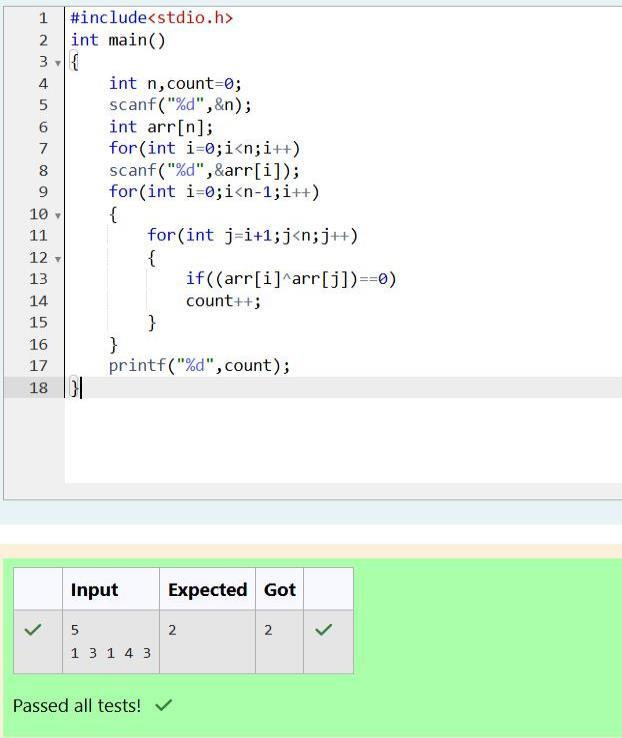 1 #include<stdio.h>
2 int main()
3 {
4     int n,count=0;
5     scanf("%d",&n);
6     int arr[n];
7     for(int i=0;i<n;i++)
8     scanf("%d",&arr[i]);
9     for(int i=0;i<n-1;i++)
10     {
11         for(int j=i+1;j<n;j++)
12         {
13             if((arr[i]^arr[j])==0)
14             count++;
15         }
16     }
17     printf("%d",count);
18 }
Input Expected Got
5 2 2
1 3 1 4 3
Passed all tests!